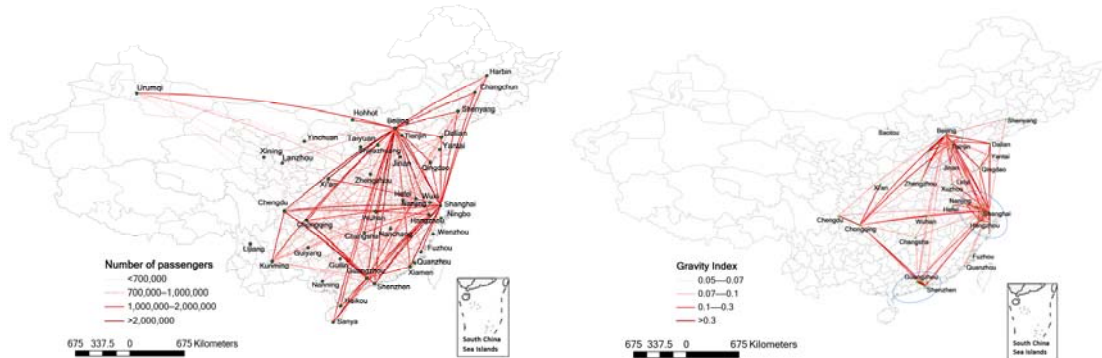 Harbin
Changchun
Urumqi
Shenyang
Hohhot
Beijing
Tianjin
Dalian
Yinchuan
Taiyuan
Yantai
Xining
Jinan
Qingdao
Lanzhou
Zhengzhou
Xi'an
Hefei
Wuxi
Nanjing
Shanghai
Chengdu
Ningbo
Wuhan
Hangzhou
Chongqing
Changsha
Nanchang
Wenzhou
Lijiang
Guiyang
Fuzhou
Kunming
Guilin
Quanzhou
Guangzhou
Xiamen
Nanning
Shenzhen
Haikou
Sanya
Number of passengers
<700,000
700,000–1,000,000
1,000,000–2,000,000
>2,000,000
675 337.5 0 675 Kilometers
South China
Sea Islands
Shenyang
Baotou
Beijing
Tianjin
Dalian
Yantai
Jinan
Qingdao
Linyi
Xi'an
Zhengzhou
Xuzhou
Nanjing
Hefei
Shanghai
Chengdu
Wuhan
Hangzhou
Chongqing
Changsha
Fuzhou
Quanzhou
Guangzhou
Shenzhen
Gravity Index
0.05—0.07
0.07—0.1
0.1—0.3
>0.3
675 337.5 0 675 Kilometers
South China
Sea Islands